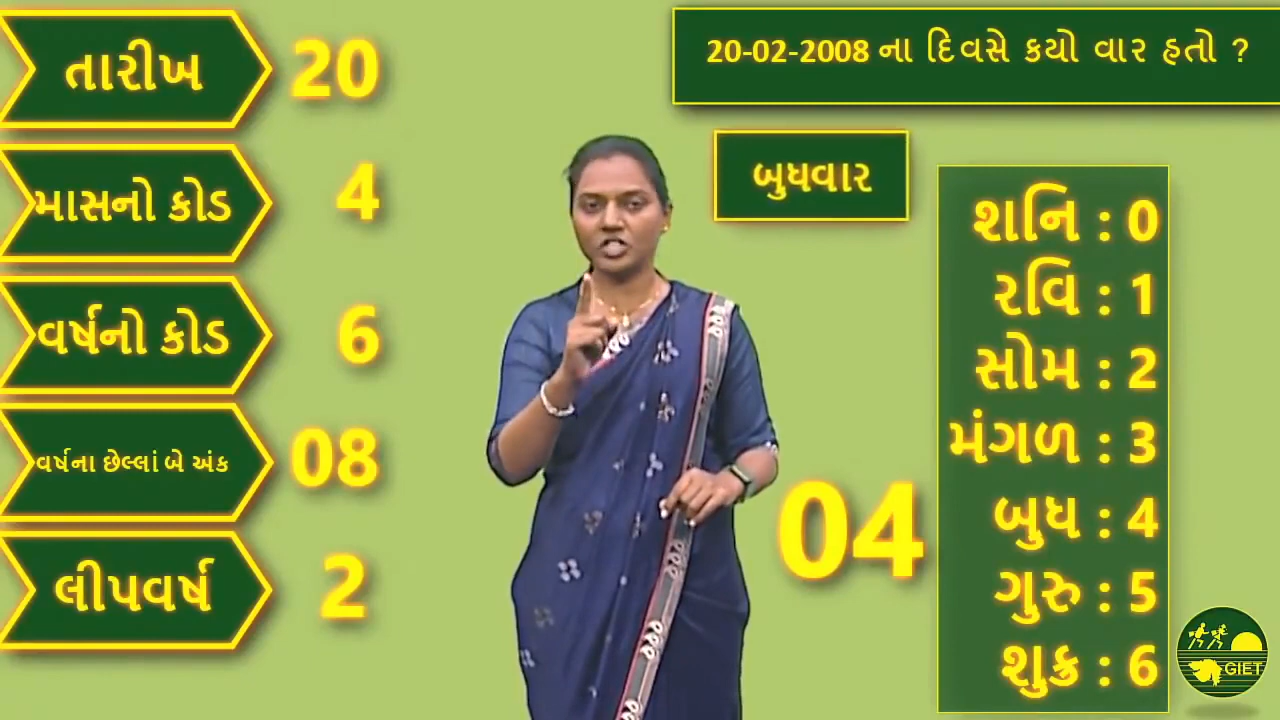 20-02-2008 ના દિવસે કયો વાર હતો ?
તારીખ 20
માસનો કોડ 4
વર્ષનો કોડ 6
વર્ષના છેલ્લાં બે અંક 08
લીપવર્ષ 2
બુધવાર
04
શનિ : 0
રવિ : 1
સોમ : 2
મંગળ : 3
બુધ : 4
ગુરુ : 5
શુક્ર : 6
GIET